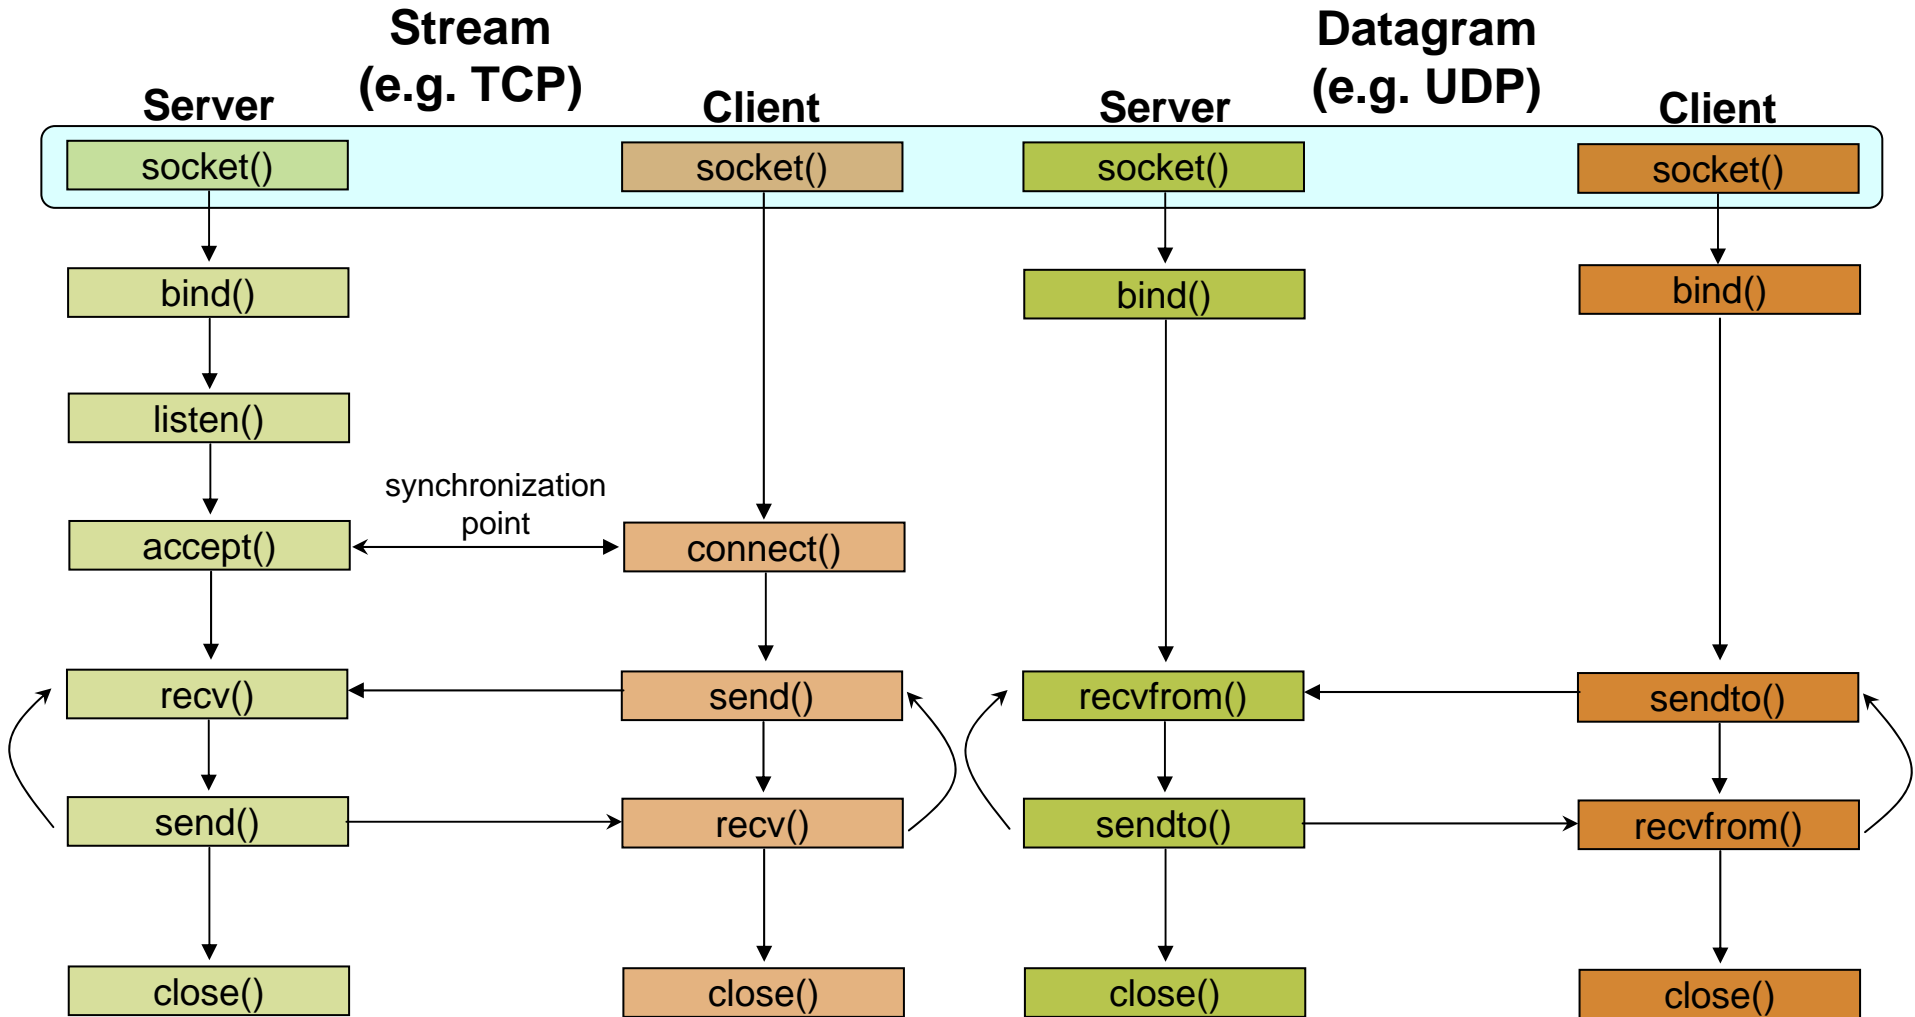 Stream
(e.g. TCP)
Datagram
(e.g. UDP)
Server
Client
Server
Client
socket()
socket()
socket()
socket()
bind()
bind()
bind()
listen()
synchronization
point
accept()
connect()
recv()
send()
recvfrom()
sendto()
send()
recv()
sendto()
recvfrom()
close()
close()
close()
close()